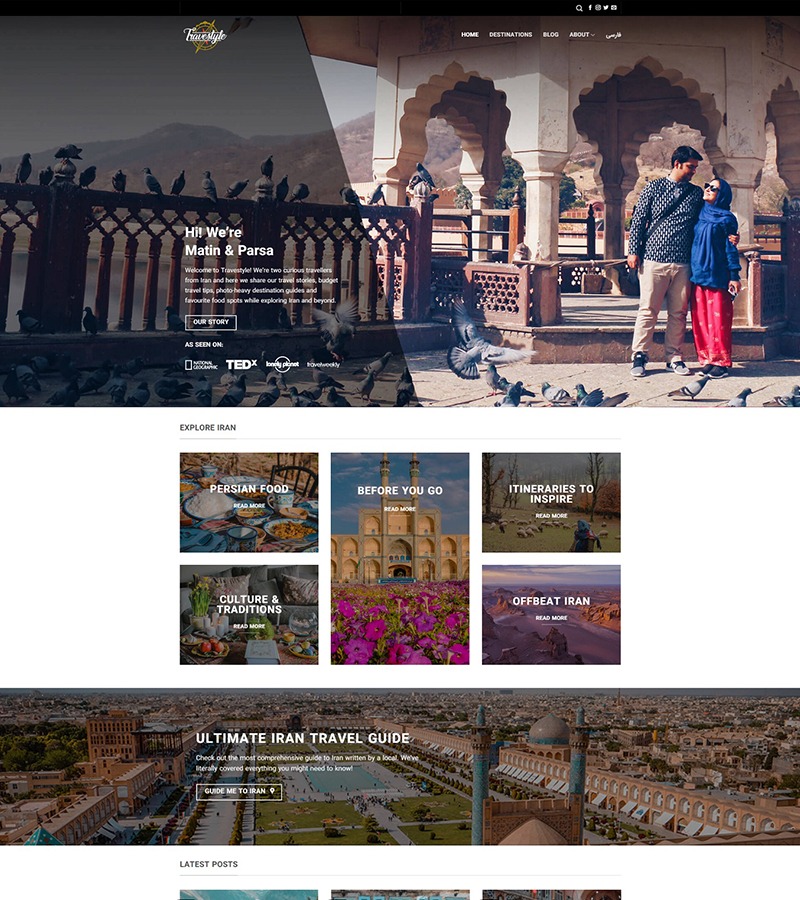 Travestyle
HOME DESTINATIONS BLOG ABOUT فارسی
Hi! We're
Matin & Parsa
Welcome to Travestyle! We're two curious travellers
from Iran and here we share our travel stories, budget
travel tips, photo-heavy destination guides and
favourite food spots while exploring Iran and beyond.
OUR STORY
AS SEEN ON:
NATIONAL
GEOGRAPHIC
TEDx
lonely planet
travelweekly
EXPLORE IRAN
PERSIAN FOOD
READ MORE
BEFORE YOU GO
READ MORE
ITINERARIES TO
INSPIRE
READ MORE
CULTURE &
TRADITIONS
READ MORE
OFFBEAT IRAN
READ MORE
ULTIMATE IRAN TRAVEL GUIDE
Check out the most comprehensive guide to Iran written by a local. We've
literally covered everything you might need to know!
GUIDE ME TO IRAN
LATEST POSTS